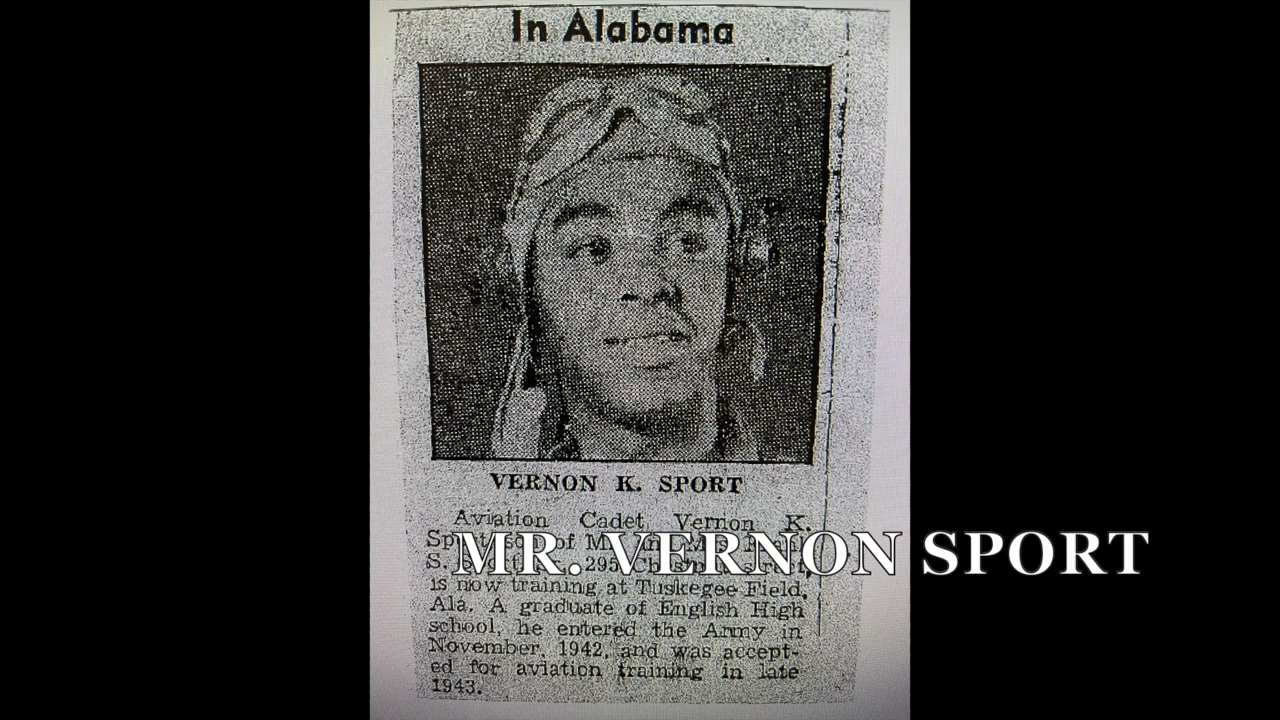 In Alabama
VERNON K. SPORT
Aviation Cadet Vernon K.
of
S. 295
is now training at Tuskegee Field,
Ala. A graduate of English High
school, he entered the Army in
November, 1942, and was accept-
ed for aviation training in late
1943.
MR. VERNON SPORT